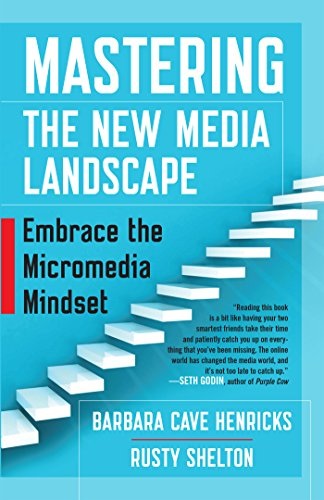 MASTERING
THE NEW MEDIA
LANDSCAPE
Embrace the
Micromedia
Mindset
"Reading this book
is a bit like having your two
smartest friends take their time
and patiently catch you up on every-
thing that you've been missing. The online
world has changed the media world, and
it's not too late to catch up."
—SETH GODIN, author of Purple Cow
BARBARA CAVE HENRICKS
RUSTY SHELTON